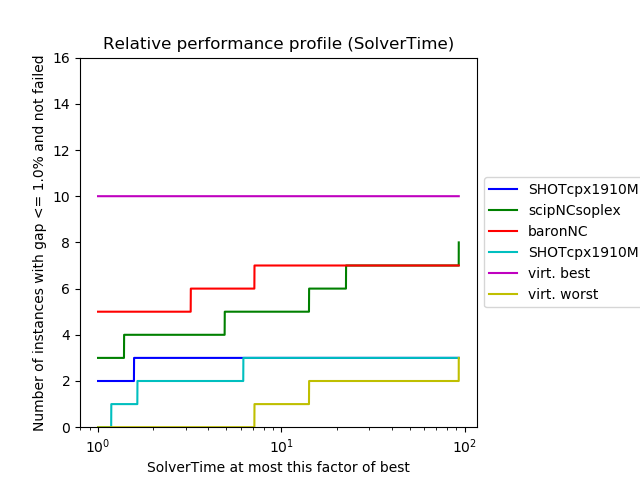 Relative performance profile (SolverTime)
Number of instances with gap <= 1.0% and not failed
16
14
12
10
8
6
4
2
0
10^0
10^1
10^2
SolverTime at most this factor of best
SHOTcpx1910M
scipNCsoplex
baronNC
SHOTcpx1910M
virt. best
virt. worst